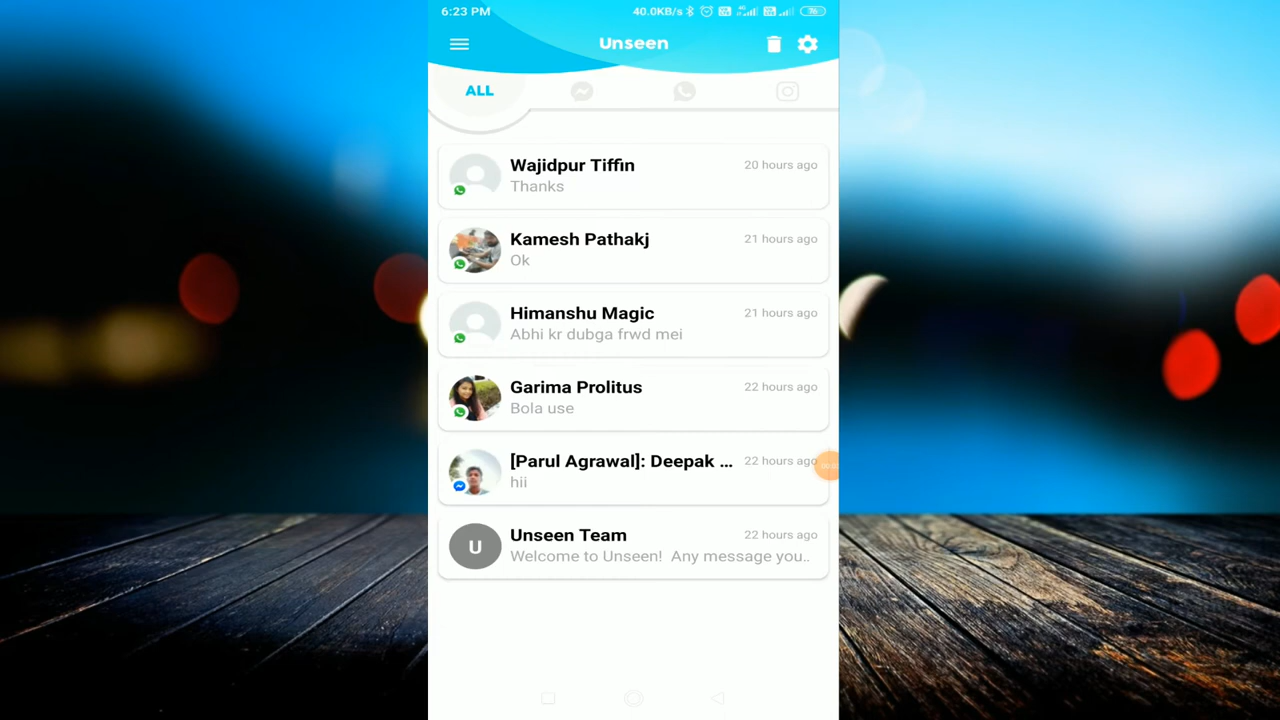 6:23 PM
40.0KB/s
76
Unseen
ALL
Wajidpur Tiffin
20 hours ago
Thanks
Kamesh Pathakj
21 hours ago
Ok
Himanshu Magic
21 hours ago
Abhi kr dubga frwd mei
Garima Prolitus
22 hours ago
Bola use
[Parul Agrawal]: Deepak ...
22 hours ago
hii
U
Unseen Team
22 hours ago
Welcome to Unseen!  Any message you..